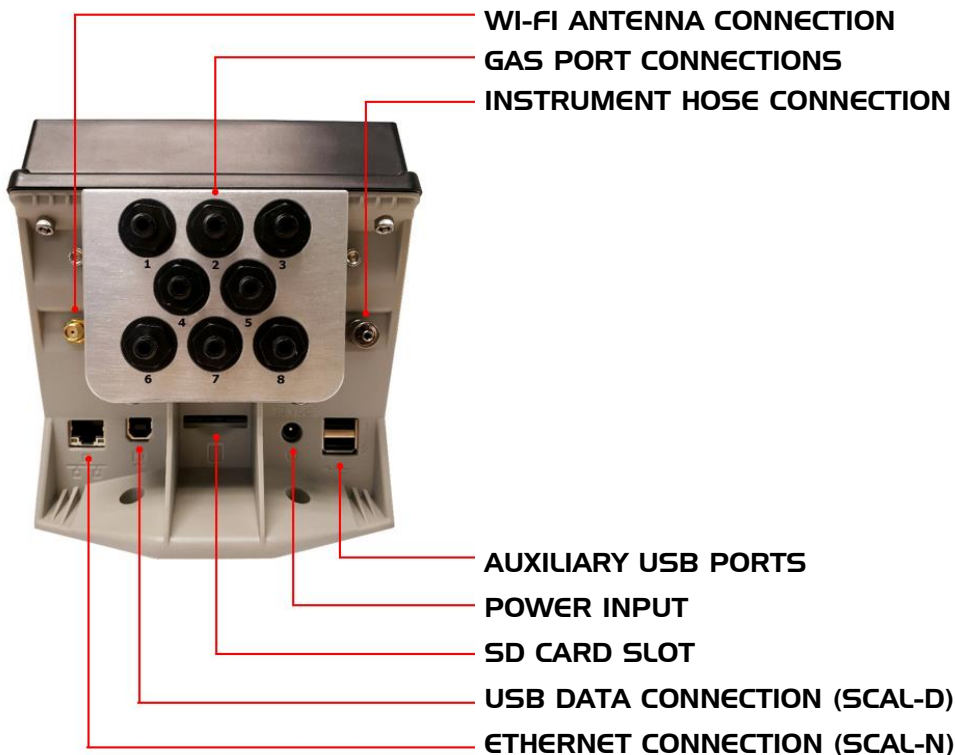 WI-FI ANTENNA CONNECTION
GAS PORT CONNECTIONS
INSTRUMENT HOSE CONNECTION
1 2 3
4 5
6 7 8
AUXILIARY USB PORTS
POWER INPUT
SD CARD SLOT
USB DATA CONNECTION (SCAL-D)
ETHERNET CONNECTION (SCAL-N)